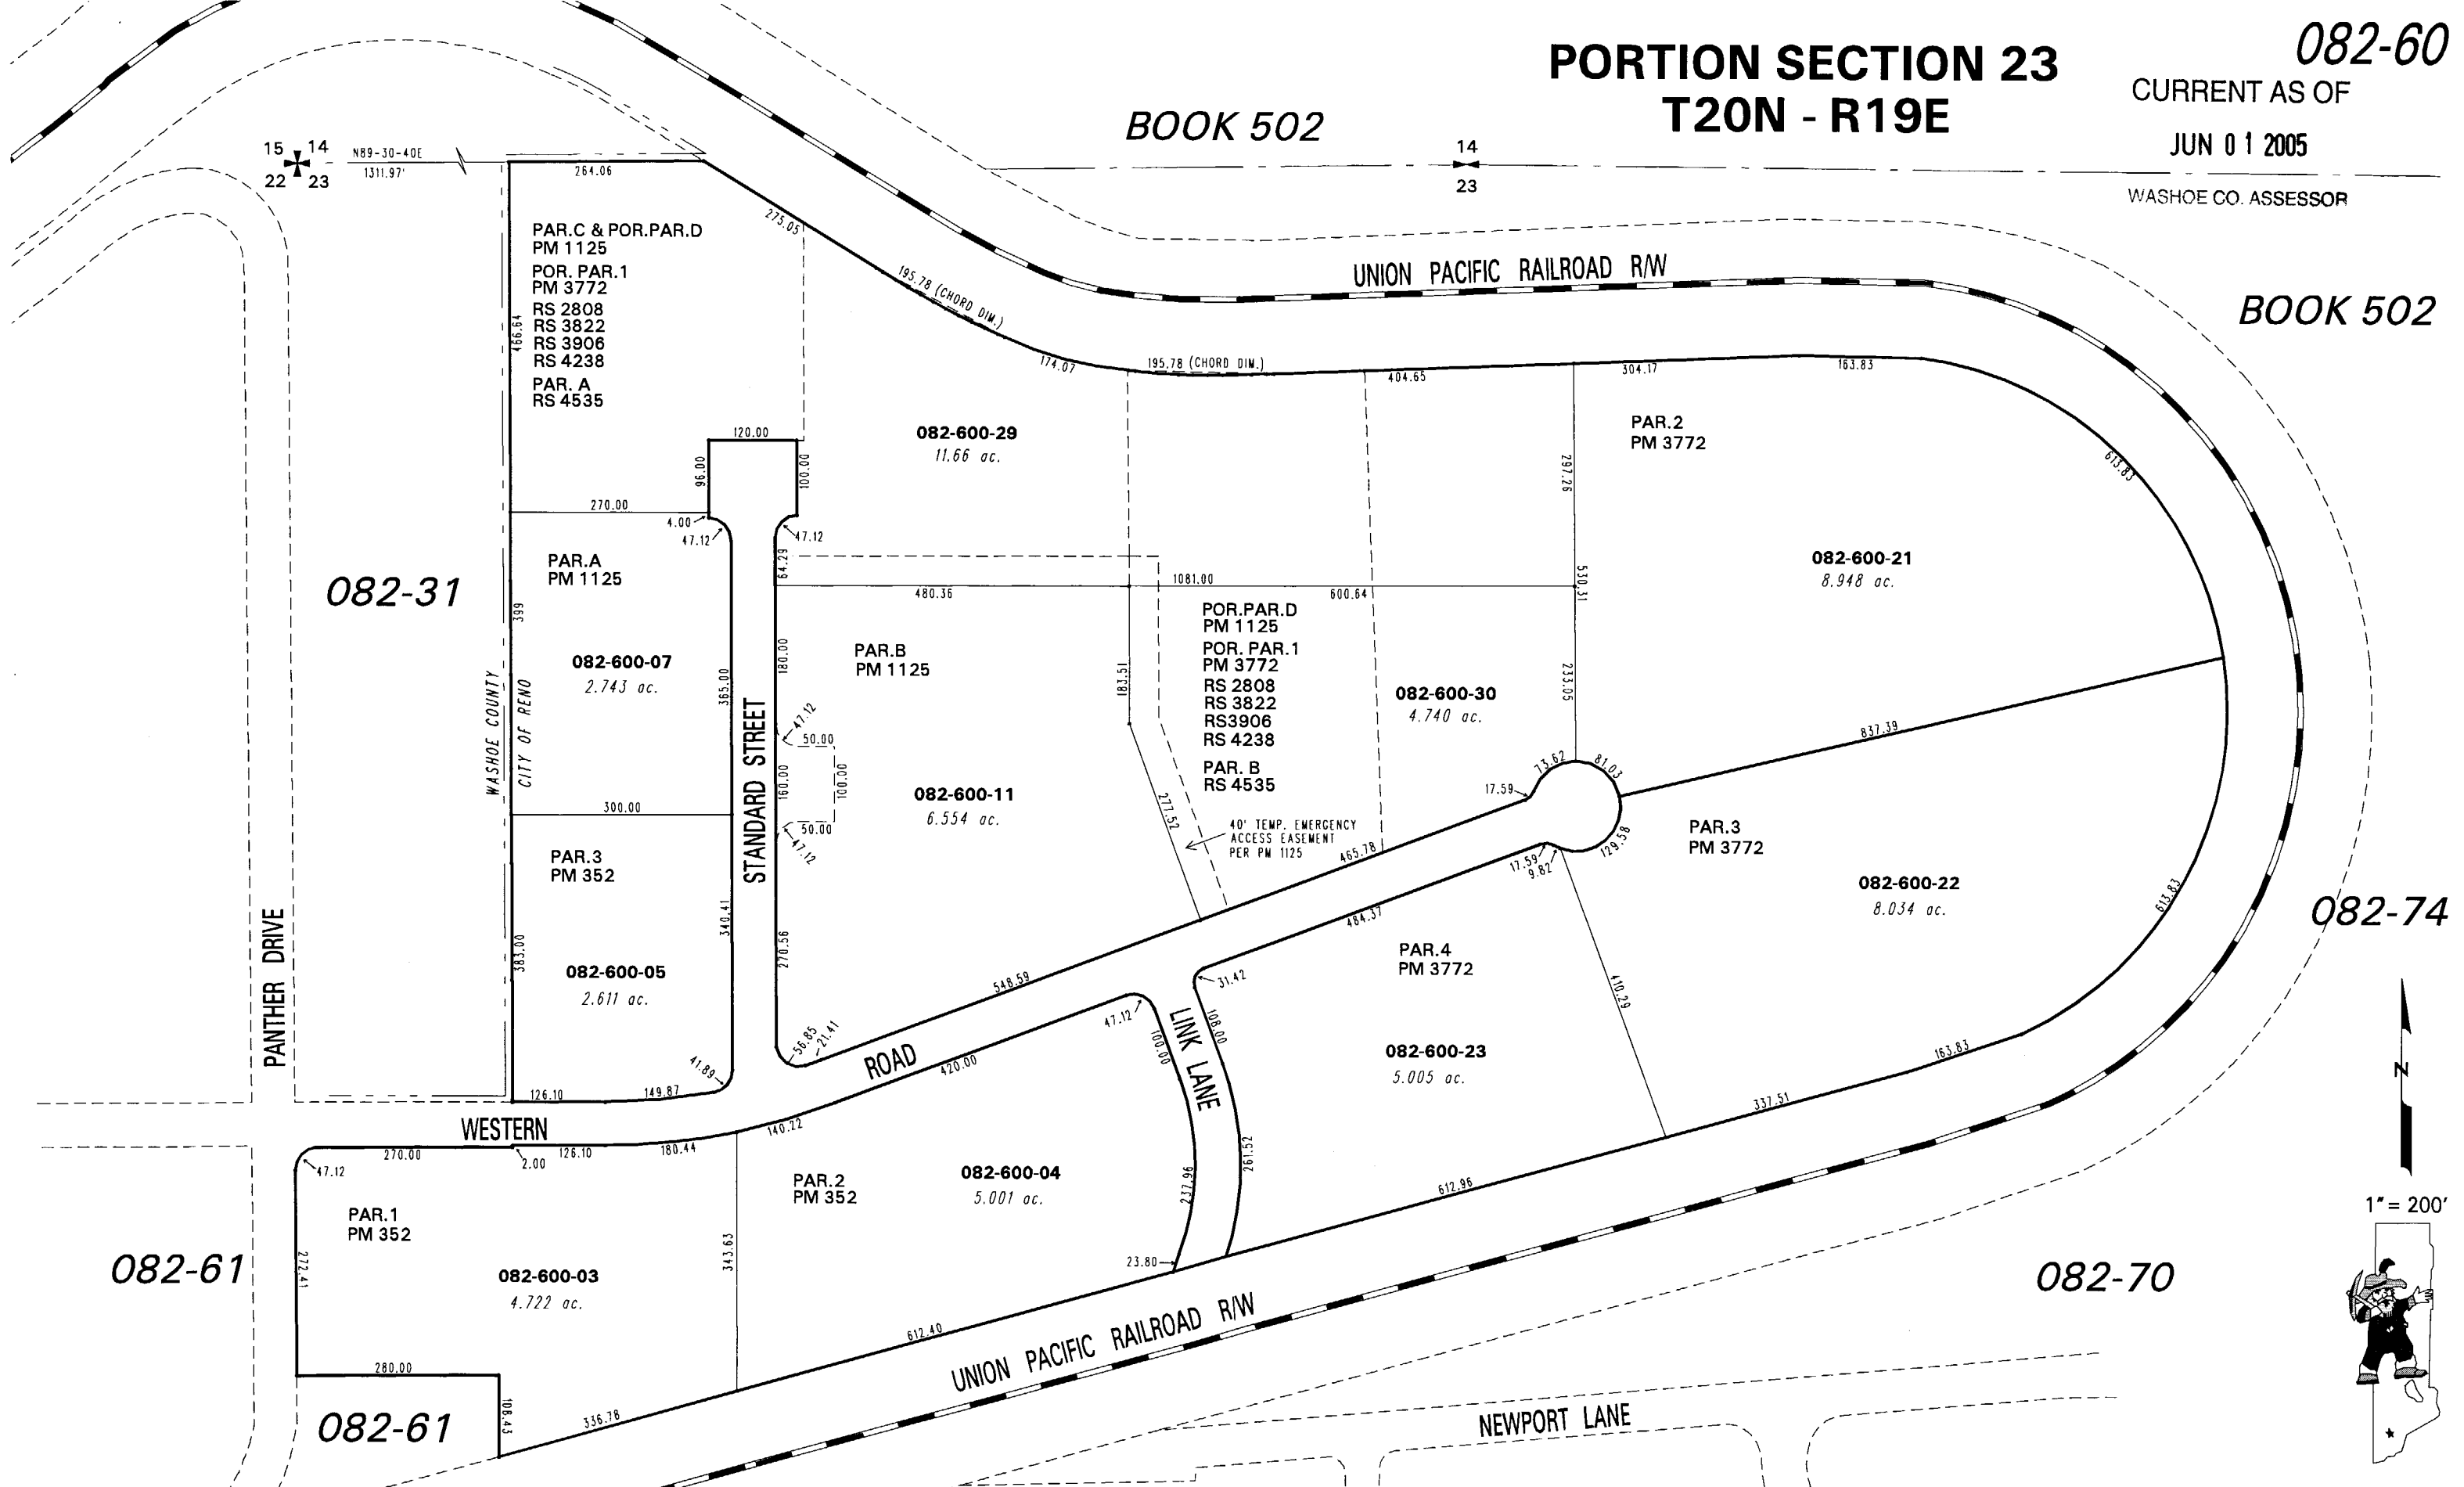 082-60
PORTION SECTION 23
T20N - R19E
CURRENT AS OF
JUN 0 1 2005
WASHOE CO. ASSESSOR
BOOK 502
15 14
22 23
N89-30-40E
1311.97'
14
23
264.06
275.05
195.78 (CHORD DIM.)
174.07
195.78 (CHORD DIM.)
404.65
304.17
163.83
613.83
UNION PACIFIC RAILROAD R/W
BOOK 502
PAR.C & POR.PAR.D
PM 1125
POR. PAR.1
PM 3772
RS 2808
RS 3822
RS 3906
RS 4238
PAR. A
RS 4535
466.64
082-600-29
11.66 ac.
120.00
96.00
100.00
270.00
4.00
47.12
47.12
64.29
297.26
530.31
233.05
PAR.2
PM 3772
082-600-21
8.948 ac.
082-31
PAR.A
PM 1125
399
082-600-07
2.743 ac.
365.00
WASHOE COUNTY
CITY OF RENO
300.00
STANDARD STREET
1081.00
480.36
600.64
180.00
PAR.B
PM 1125
47.12
50.00
160.00
100.00
50.00
47.12
082-600-11
6.554 ac.
183.51
277.52
POR.PAR.D
PM 1125
POR. PAR.1
PM 3772
RS 2808
RS 3822
RS3906
RS 4238
PAR. B
RS 4535
082-600-30
4.740 ac.
40' TEMP. EMERGENCY
ACCESS EASEMENT
PER PM 1125
465.78
17.59
73.62
81.03
837.39
129.58
17.59
9.82
PAR.3
PM 3772
082-600-22
8.034 ac.
613.83
082-74
PAR.3
PM 352
383.00
340.41
082-600-05
2.611 ac.
270.56
548.59
56.85
21.41
41.89
126.10
149.87
PANTHER DRIVE
WESTERN
ROAD
420.00
47.12
484.37
31.42
LINK LANE
100.00
108.00
PAR.4
PM 3772
082-600-23
5.005 ac.
410.29
163.83
337.51
N
1" = 200'
47.12
270.00
2.00
126.10
180.44
140.22
PAR.1
PM 352
272.41
082-600-03
4.722 ac.
343.63
PAR.2
PM 352
082-600-04
5.001 ac.
237.96
261.52
23.80
612.96
612.40
280.00
106.43
336.78
082-61
082-61
UNION PACIFIC RAILROAD R/W
082-70
NEWPORT LANE